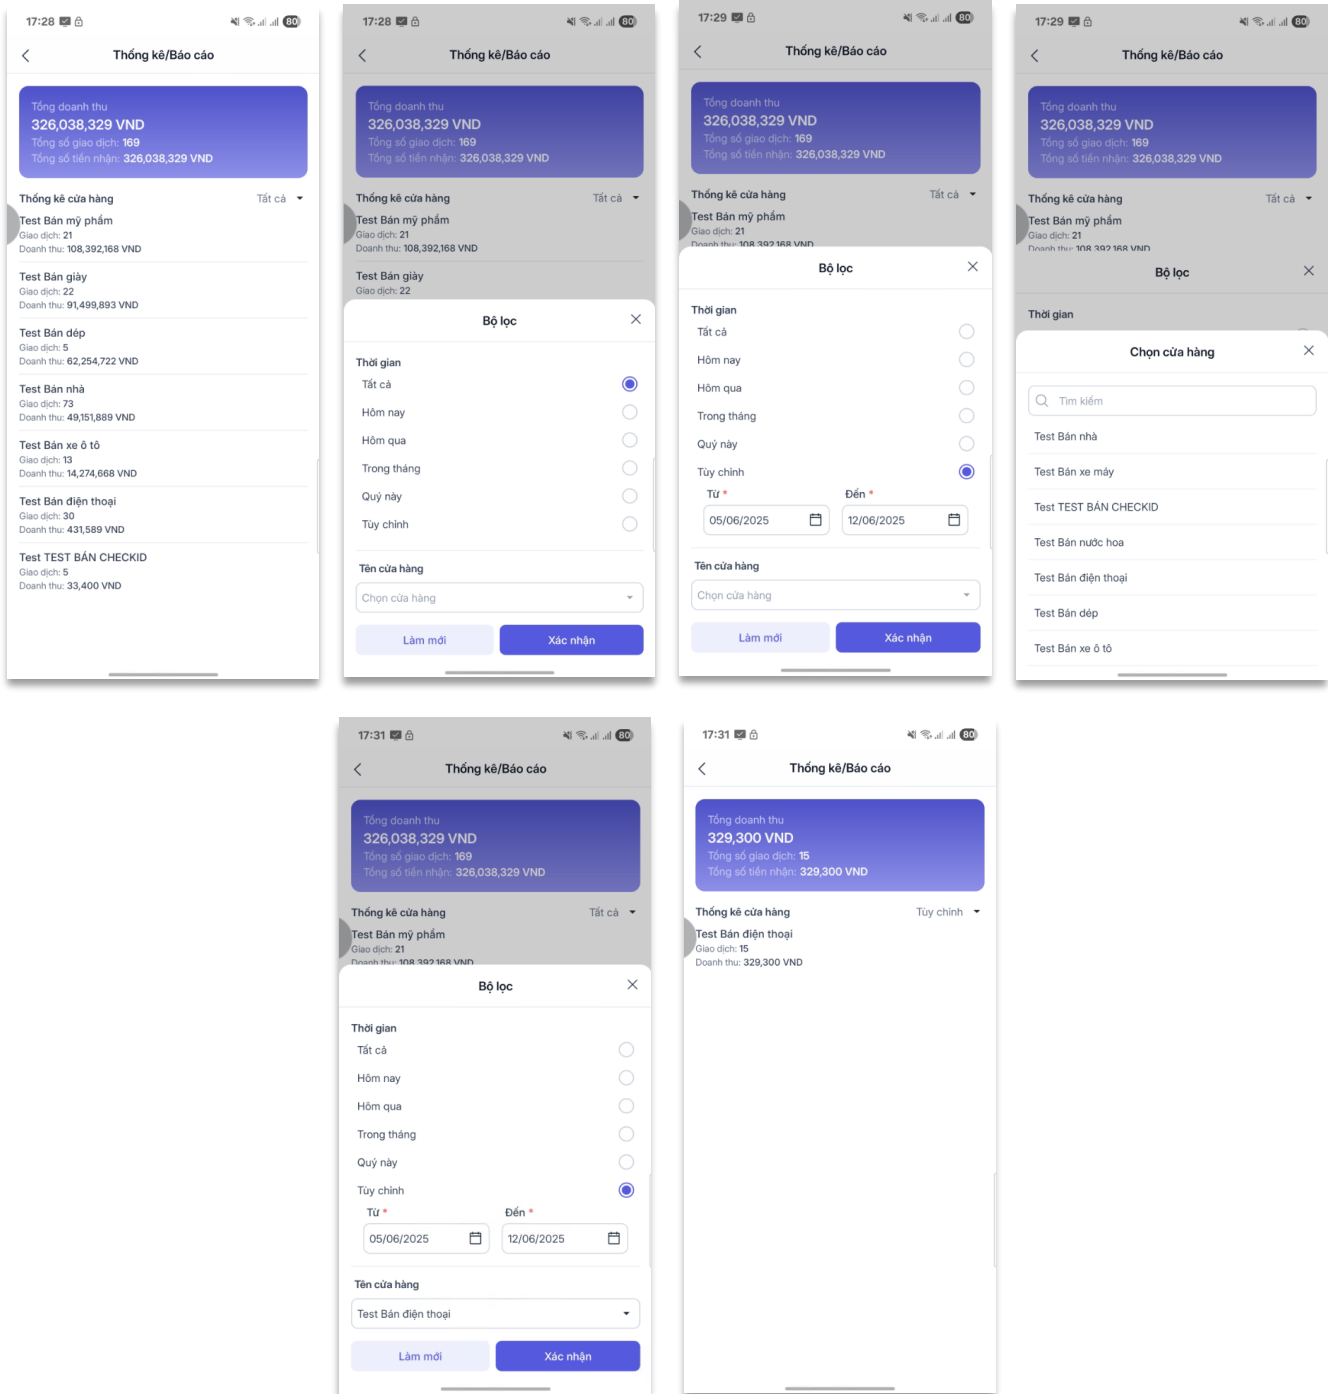 17:28
80
Thống kê/Báo cáo
Tổng doanh thu
326,038,329 VND
Tổng số giao dịch: 169
Tổng số tiền nhận: 326,038,329 VND
Thống kê cửa hàng
Tất cả
Test Bán mỹ phẩm
Giao dịch: 21
Doanh thu: 108,392,168 VND
Test Bán giày
Giao dịch: 22
Doanh thu: 91,499,893 VND
Test Bán dép
Giao dịch: 5
Doanh thu: 62,254,722 VND
Test Bán nhà
Giao dịch: 73
Doanh thu: 49,151,889 VND
Test Bán xe ô tô
Giao dịch: 13
Doanh thu: 14,274,668 VND
Test Bán điện thoại
Giao dịch: 30
Doanh thu: 431,589 VND
Test TEST BÁN CHECKID
Giao dịch: 5
Doanh thu: 33,400 VND
17:28
80
Thống kê/Báo cáo
Tổng doanh thu
326,038,329 VND
Tổng số giao dịch: 169
Tổng số tiền nhận: 326,038,329 VND
Thống kê cửa hàng
Tất cả
Test Bán mỹ phẩm
Giao dịch: 21
Doanh thu: 108,392,168 VND
Test Bán giày
Giao dịch: 22
Bộ lọc
Thời gian
Tất cả
Hôm nay
Hôm qua
Trong tháng
Quý này
Tùy chỉnh
Tên cửa hàng
Chọn cửa hàng
Làm mới
Xác nhận
17:29
80
Thống kê/Báo cáo
Tổng doanh thu
326,038,329 VND
Tổng số giao dịch: 169
Tổng số tiền nhận: 326,038,329 VND
Thống kê cửa hàng
Tất cả
Test Bán mỹ phẩm
Giao dịch: 21
Doanh thu: 108,392,168 VND
Bộ lọc
Thời gian
Tất cả
Hôm nay
Hôm qua
Trong tháng
Quý này
Tùy chỉnh
Từ *
Đến *
05/06/2025
12/06/2025
Tên cửa hàng
Chọn cửa hàng
Làm mới
Xác nhận
17:29
80
Thống kê/Báo cáo
Tổng doanh thu
326,038,329 VND
Tổng số giao dịch: 169
Tổng số tiền nhận: 326,038,329 VND
Thống kê cửa hàng
Tất cả
Test Bán mỹ phẩm
Giao dịch: 21
Doanh thu: 108,392,168 VND
Bộ lọc
Thời gian
Chọn cửa hàng
Tìm kiếm
Test Bán nhà
Test Bán xe máy
Test TEST BÁN CHECKID
Test Bán nước hoa
Test Bán điện thoại
Test Bán dép
Test Bán xe ô tô
17:31
80
Thống kê/Báo cáo
Tổng doanh thu
326,038,329 VND
Tổng số giao dịch: 169
Tổng số tiền nhận: 326,038,329 VND
Thống kê cửa hàng
Tất cả
Test Bán mỹ phẩm
Giao dịch: 21
Doanh thu: 108,392,168 VND
Bộ lọc
Thời gian
Tất cả
Hôm nay
Hôm qua
Trong tháng
Quý này
Tùy chỉnh
Từ *
Đến *
05/06/2025
12/06/2025
Tên cửa hàng
Test Bán điện thoại
Làm mới
Xác nhận
17:31
80
Thống kê/Báo cáo
Tổng doanh thu
329,300 VND
Tổng số giao dịch: 15
Tổng số tiền nhận: 329,300 VND
Thống kê cửa hàng
Tùy chỉnh
Test Bán điện thoại
Giao dịch: 15
Doanh thu: 329,300 VND